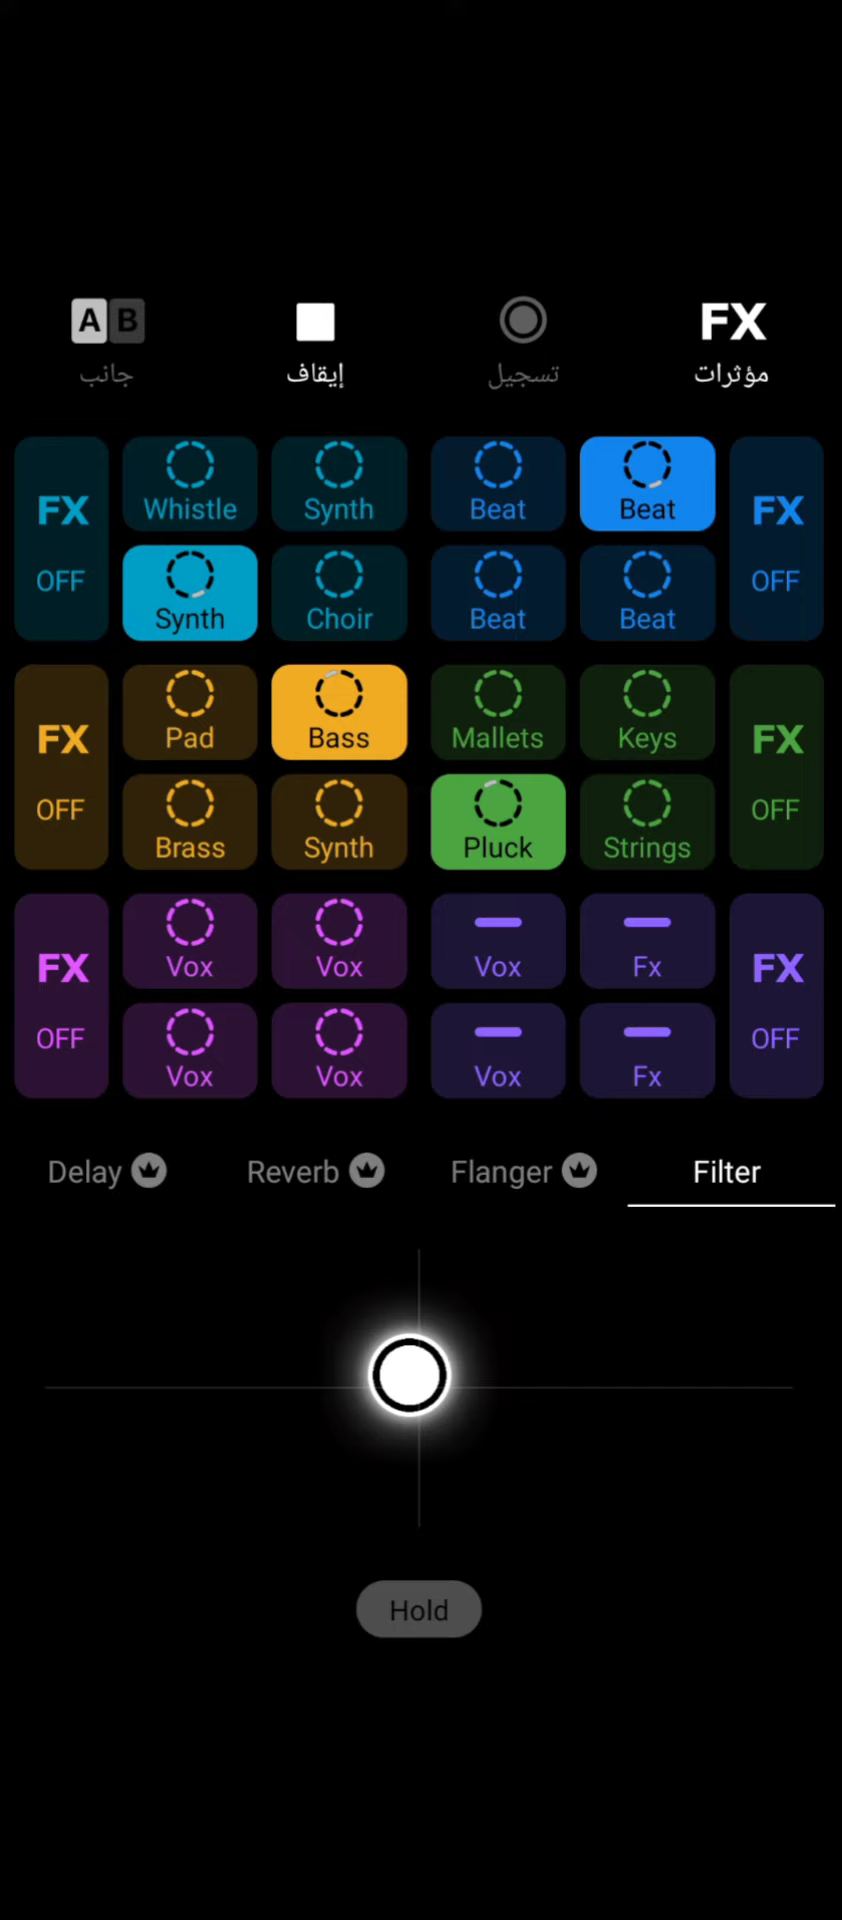 A B
FX
جانب
إيقاف
تسجيل
مؤثرات
FX
Whistle
Synth
Beat
Beat
FX
OFF
Synth
Choir
Beat
Beat
OFF
FX
Pad
Bass
Mallets
Keys
FX
OFF
Brass
Synth
Pluck
Strings
OFF
FX
Vox
Vox
Vox
Fx
FX
OFF
Vox
Vox
Vox
Fx
OFF
Delay
Reverb
Flanger
Filter
Hold